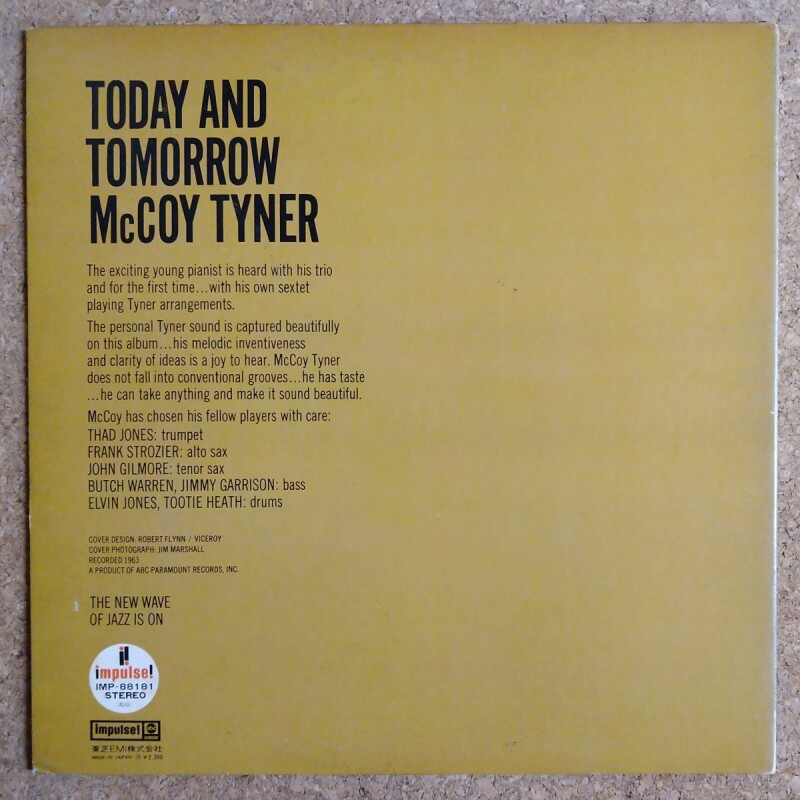 TODAY AND
TOMORROW
McCOY TYNER
The exciting young pianist is heard with his trio
and for the first time...with his own sextet
playing Tyner arrangements.
The personal Tyner sound is captured beautifully
on this album...his melodic inventiveness
and clarity of ideas is a joy to hear. McCoy Tyner
does not fall into conventional grooves...he has taste
...he can take anything and make it sound beautiful.
McCoy has chosen his fellow players with care:
THAD JONES: trumpet
FRANK STROZIER: alto sax
JOHN GILMORE: tenor sax
BUTCH WARREN, JIMMY GARRISON: bass
ELVIN JONES, TOOTIE HEATH: drums
COVER DESIGN: ROBERT FLYNN / VICEROY
COVER PHOTOGRAPH: JIM MARSHALL
RECORDED 1963
A PRODUCT OF ABC-PARAMOUNT RECORDS, INC.
THE NEW WAVE
OF JAZZ IS ON
impulse!
IMP-88181
STEREO
impulse!
東芝EMI株式会社
MADE IN JAPAN